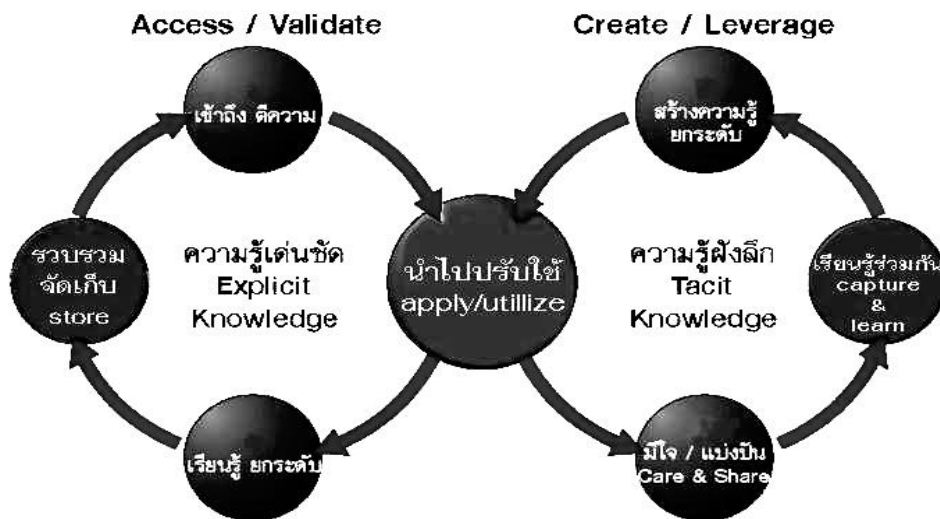 Access / Validate
Create / Leverage
เข้าถึง ตีความ
สร้างความรู้
ยกระดับ
รวบรวม
จัดเก็บ
store
ความรู้เด่นชัด
Explicit
Knowledge
นำไปปรับใช้
apply/utillize
ความรู้ฝังลึก
Tacit
Knowledge
เรียนรู้ร่วมกัน
capture
&
learn
เรียนรู้ ยกระดับ
มีใจ / แบ่งปัน
Care & Share